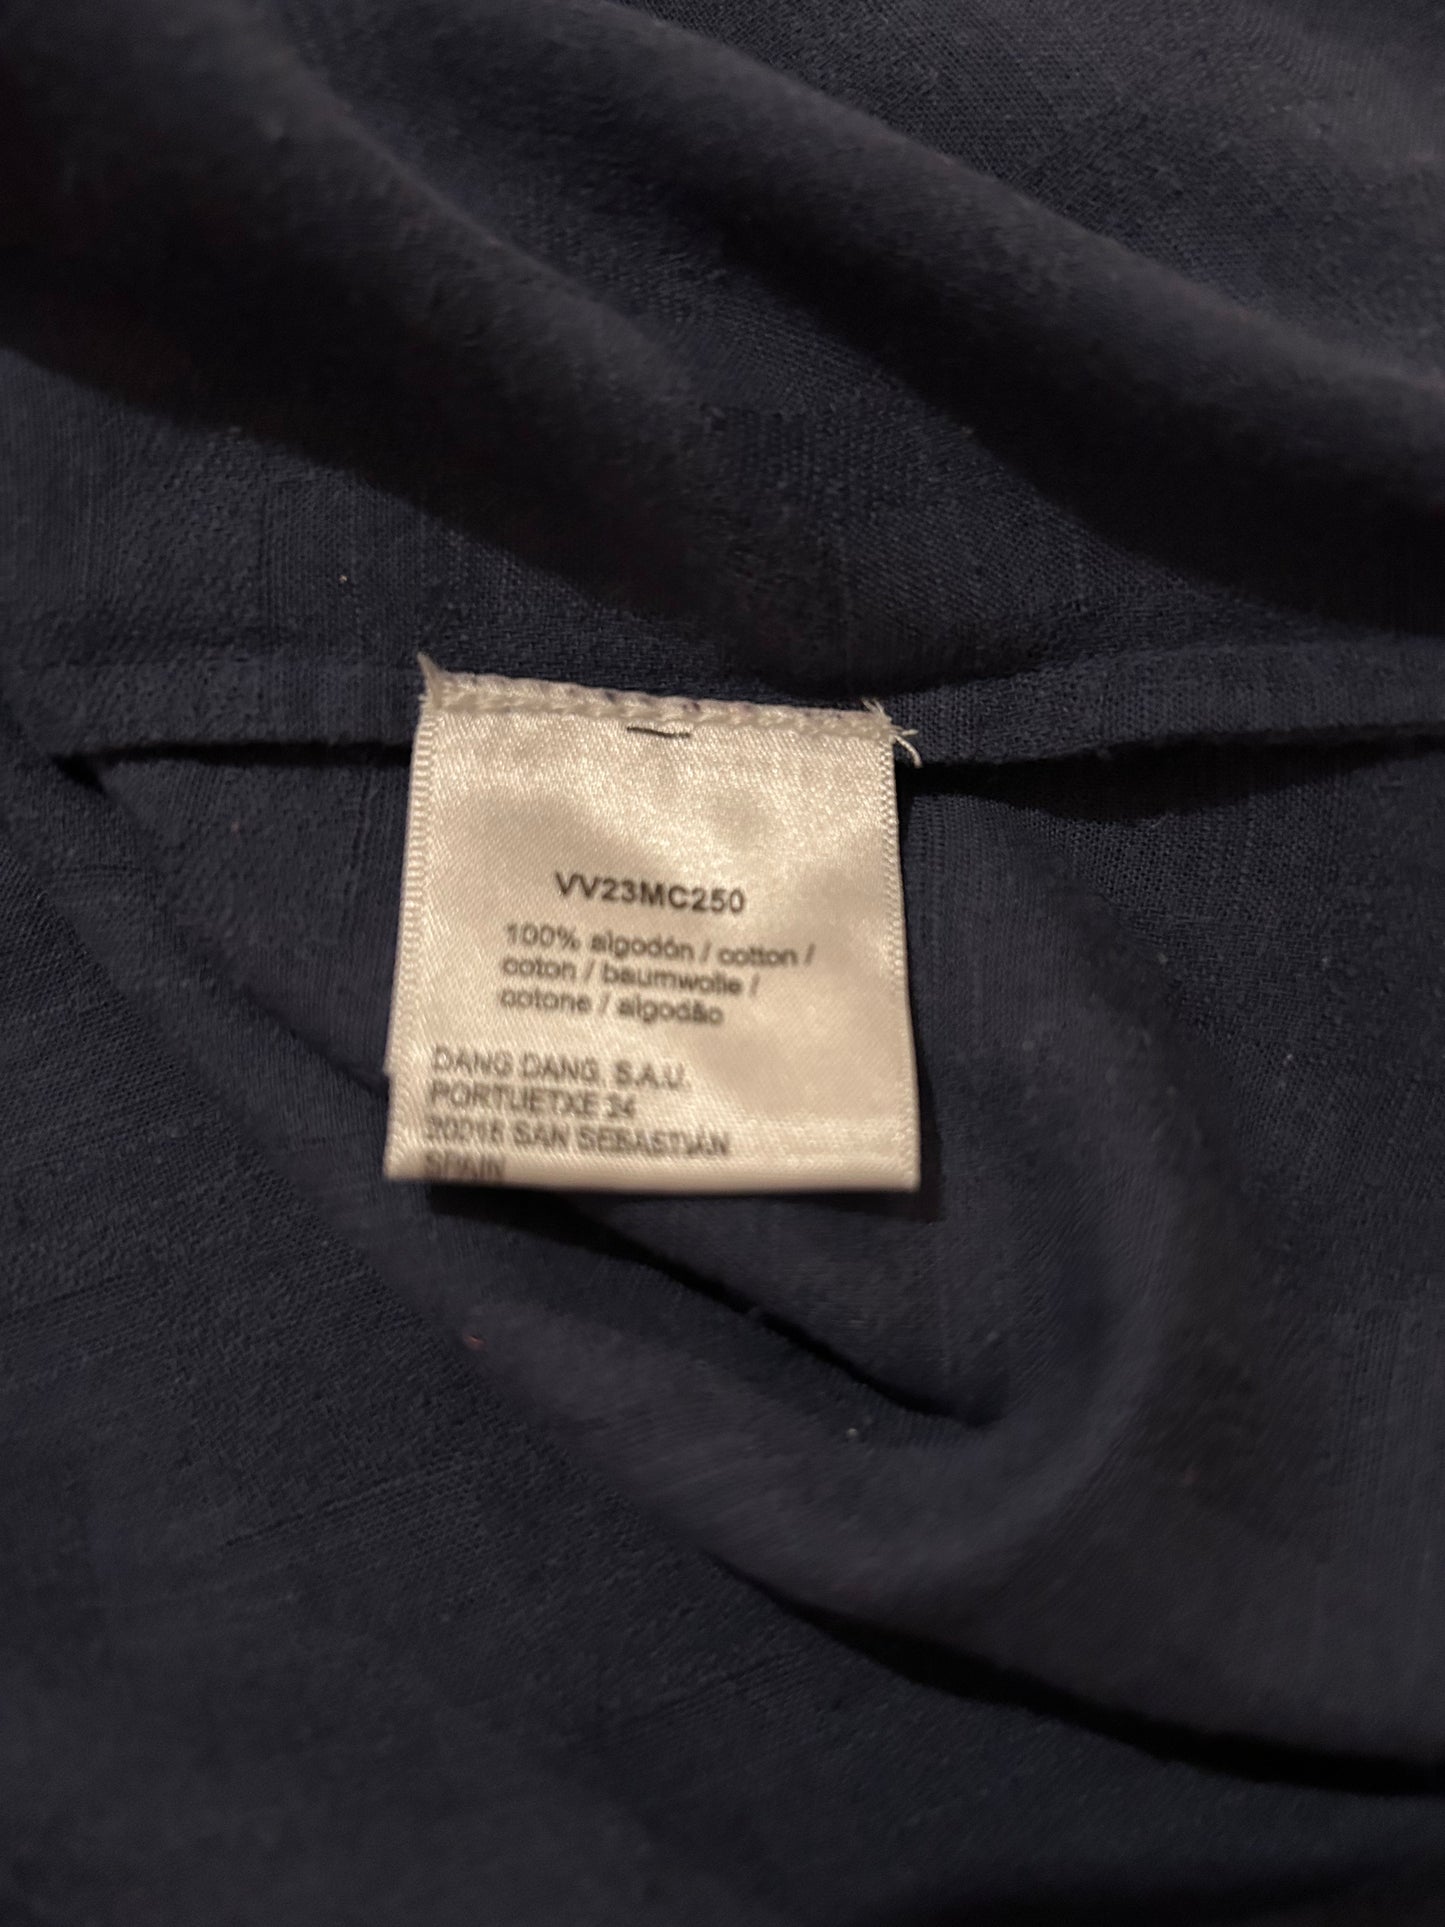 VV23MC250
100% algodón / cotton /
coton / baumwolle /
cotone / algodão
DANG DANG, S.A.U.
PORTUETXE 24
20018 SAN SEBASTIÁN
SPAIN